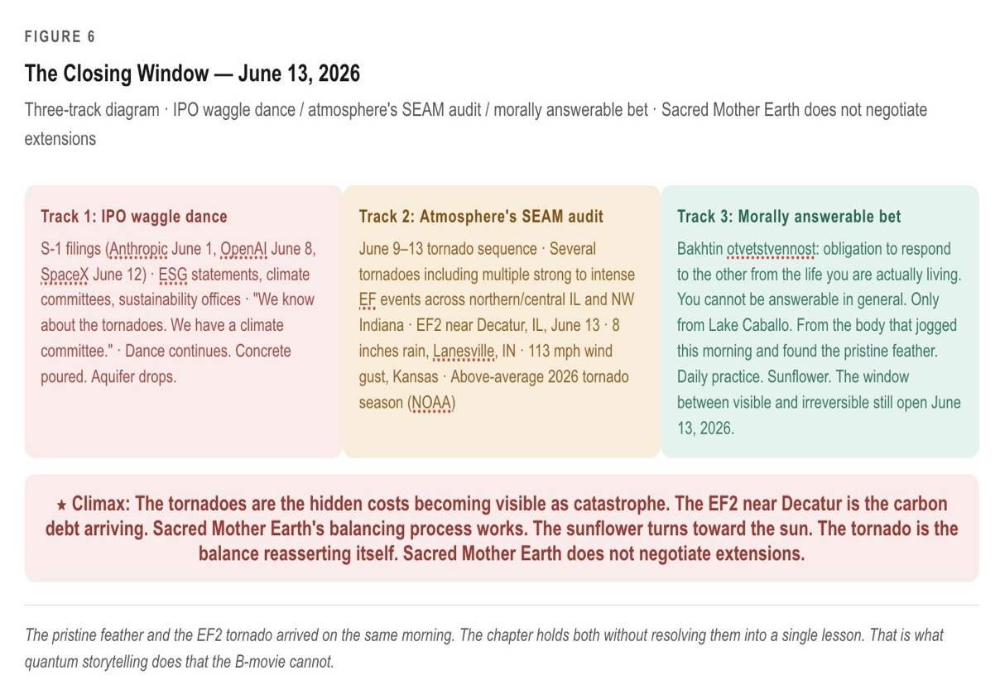 FIGURE 6
The Closing Window — June 13, 2026
Three-track diagram · IPO waggle dance / atmosphere's SEAM audit / morally answerable bet · Sacred Mother Earth does not negotiate
extensions
Track 1: IPO waggle dance
S-1 filings (Anthropic June 1, OpenAI June 8,
SpaceX June 12) · ESG statements, climate
committees, sustainability offices · "We know
about the tornadoes. We have a climate
committee." · Dance continues. Concrete
poured. Aquifer drops.
Track 2: Atmosphere's SEAM audit
June 9–13 tornado sequence · Several
tornadoes including multiple strong to intense
EF events across northern/central IL and NW
Indiana · EF2 near Decatur, IL, June 13 · 8
inches rain, Lanesville, IN · 113 mph wind
gust, Kansas · Above-average 2026 tornado
season (NOAA)
Track 3: Morally answerable bet
Bakhtin otvetstvennost: obligation to respond
to the other from the life you are actually living.
You cannot be answerable in general. Only
from Lake Caballo. From the body that jogged
this morning and found the pristine feather.
Daily practice. Sunflower. The window
between visible and irreversible still open June
13, 2026.
★ Climax: The tornadoes are the hidden costs becoming visible as catastrophe. The EF2 near Decatur is the carbon
debt arriving. Sacred Mother Earth's balancing process works. The sunflower turns toward the sun. The tornado is the
balance reasserting itself. Sacred Mother Earth does not negotiate extensions.
The pristine feather and the EF2 tornado arrived on the same morning. The chapter holds both without resolving them into a single lesson. That is what
quantum storytelling does that the B-movie cannot.